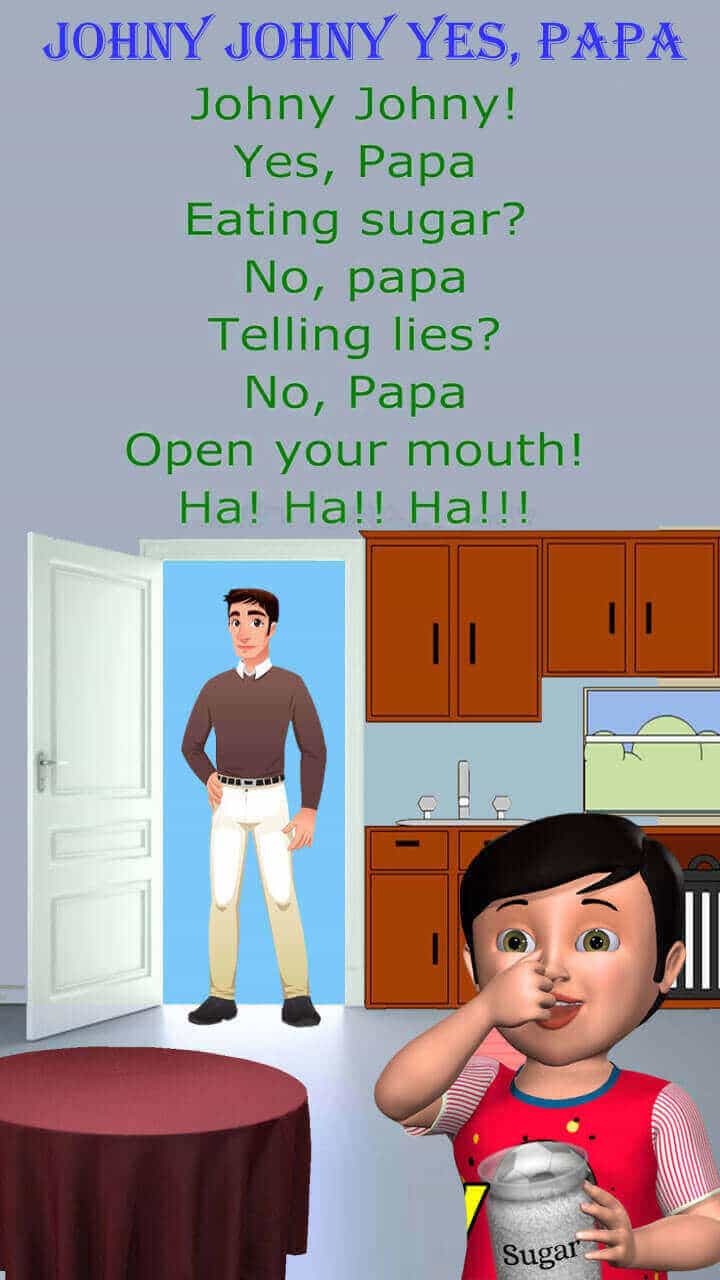 JOHNY JOHNY YES, PAPA
Johny Johny!
Yes, Papa
Eating sugar?
No, papa
Telling lies?
No, Papa
Open your mouth!
Ha! Ha!! Ha!!!
Sugar